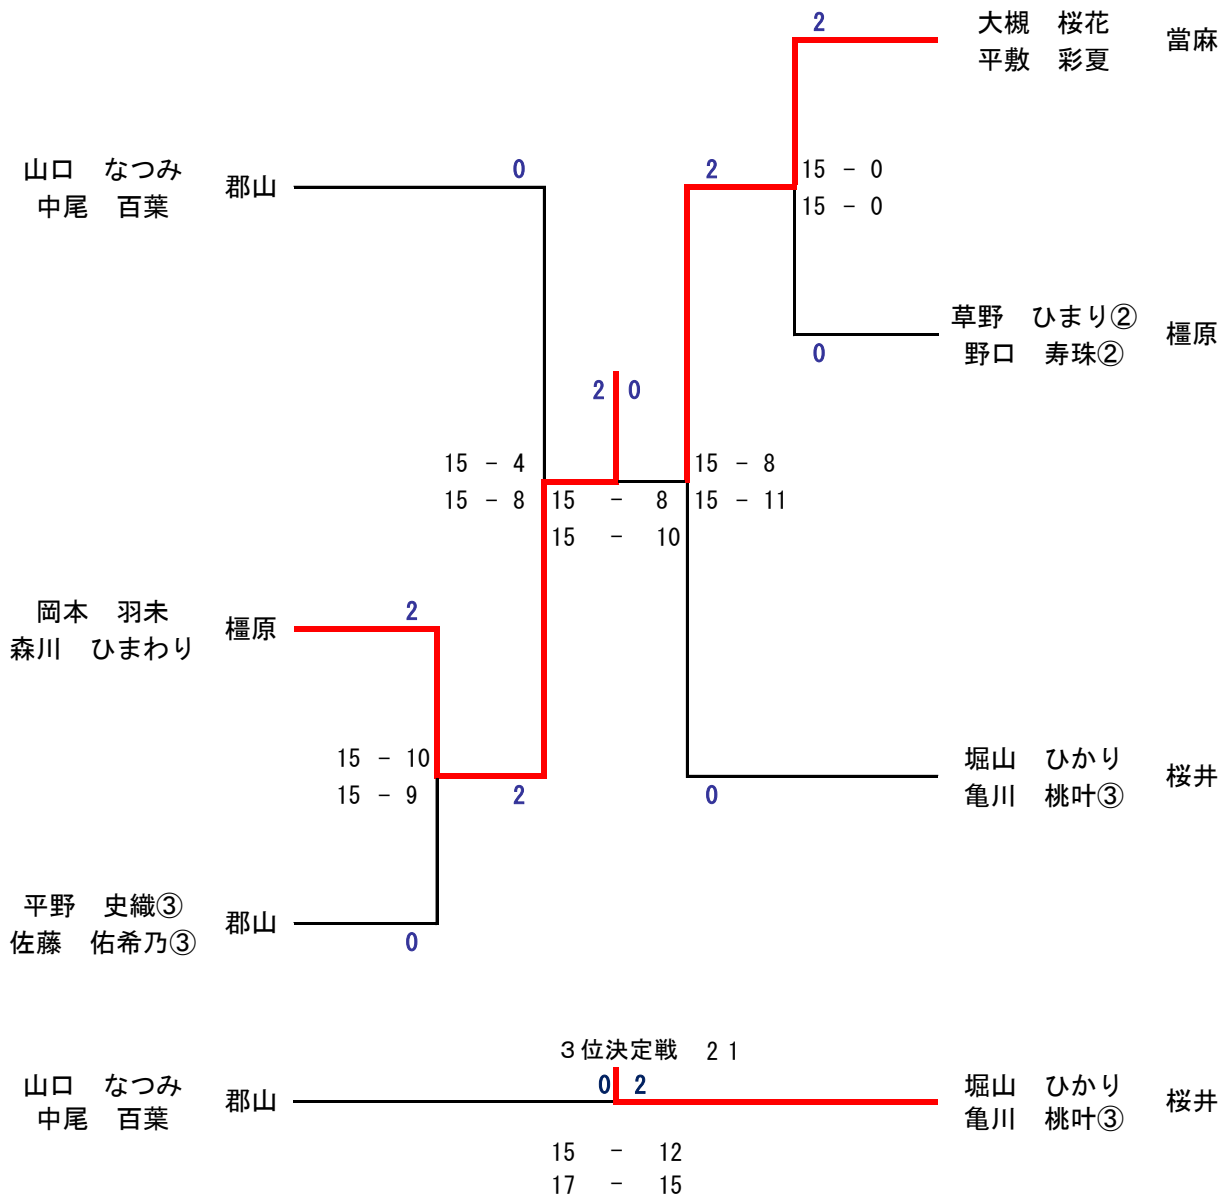 2
大槻　桜花
平敷　彩夏
當麻
山口　なつみ
中尾　百葉
郡山
0
2
15 － 0
15 － 0
草野　ひまり②
野口　寿珠②
橿原
0
2 0
15 － 4
15 － 8
15 － 8
15 － 10
15 － 8
15 － 11
岡本　羽未
森川　ひまわり
橿原
2
15 － 10
15 － 9
2
堀山　ひかり
亀川　桃叶③
桜井
0
平野　史織③
佐藤　佑希乃③
郡山
0
３位決定戦　２１
山口　なつみ
中尾　百葉
郡山
0 2
堀山　ひかり
亀川　桃叶③
桜井
15 － 12
17 － 15